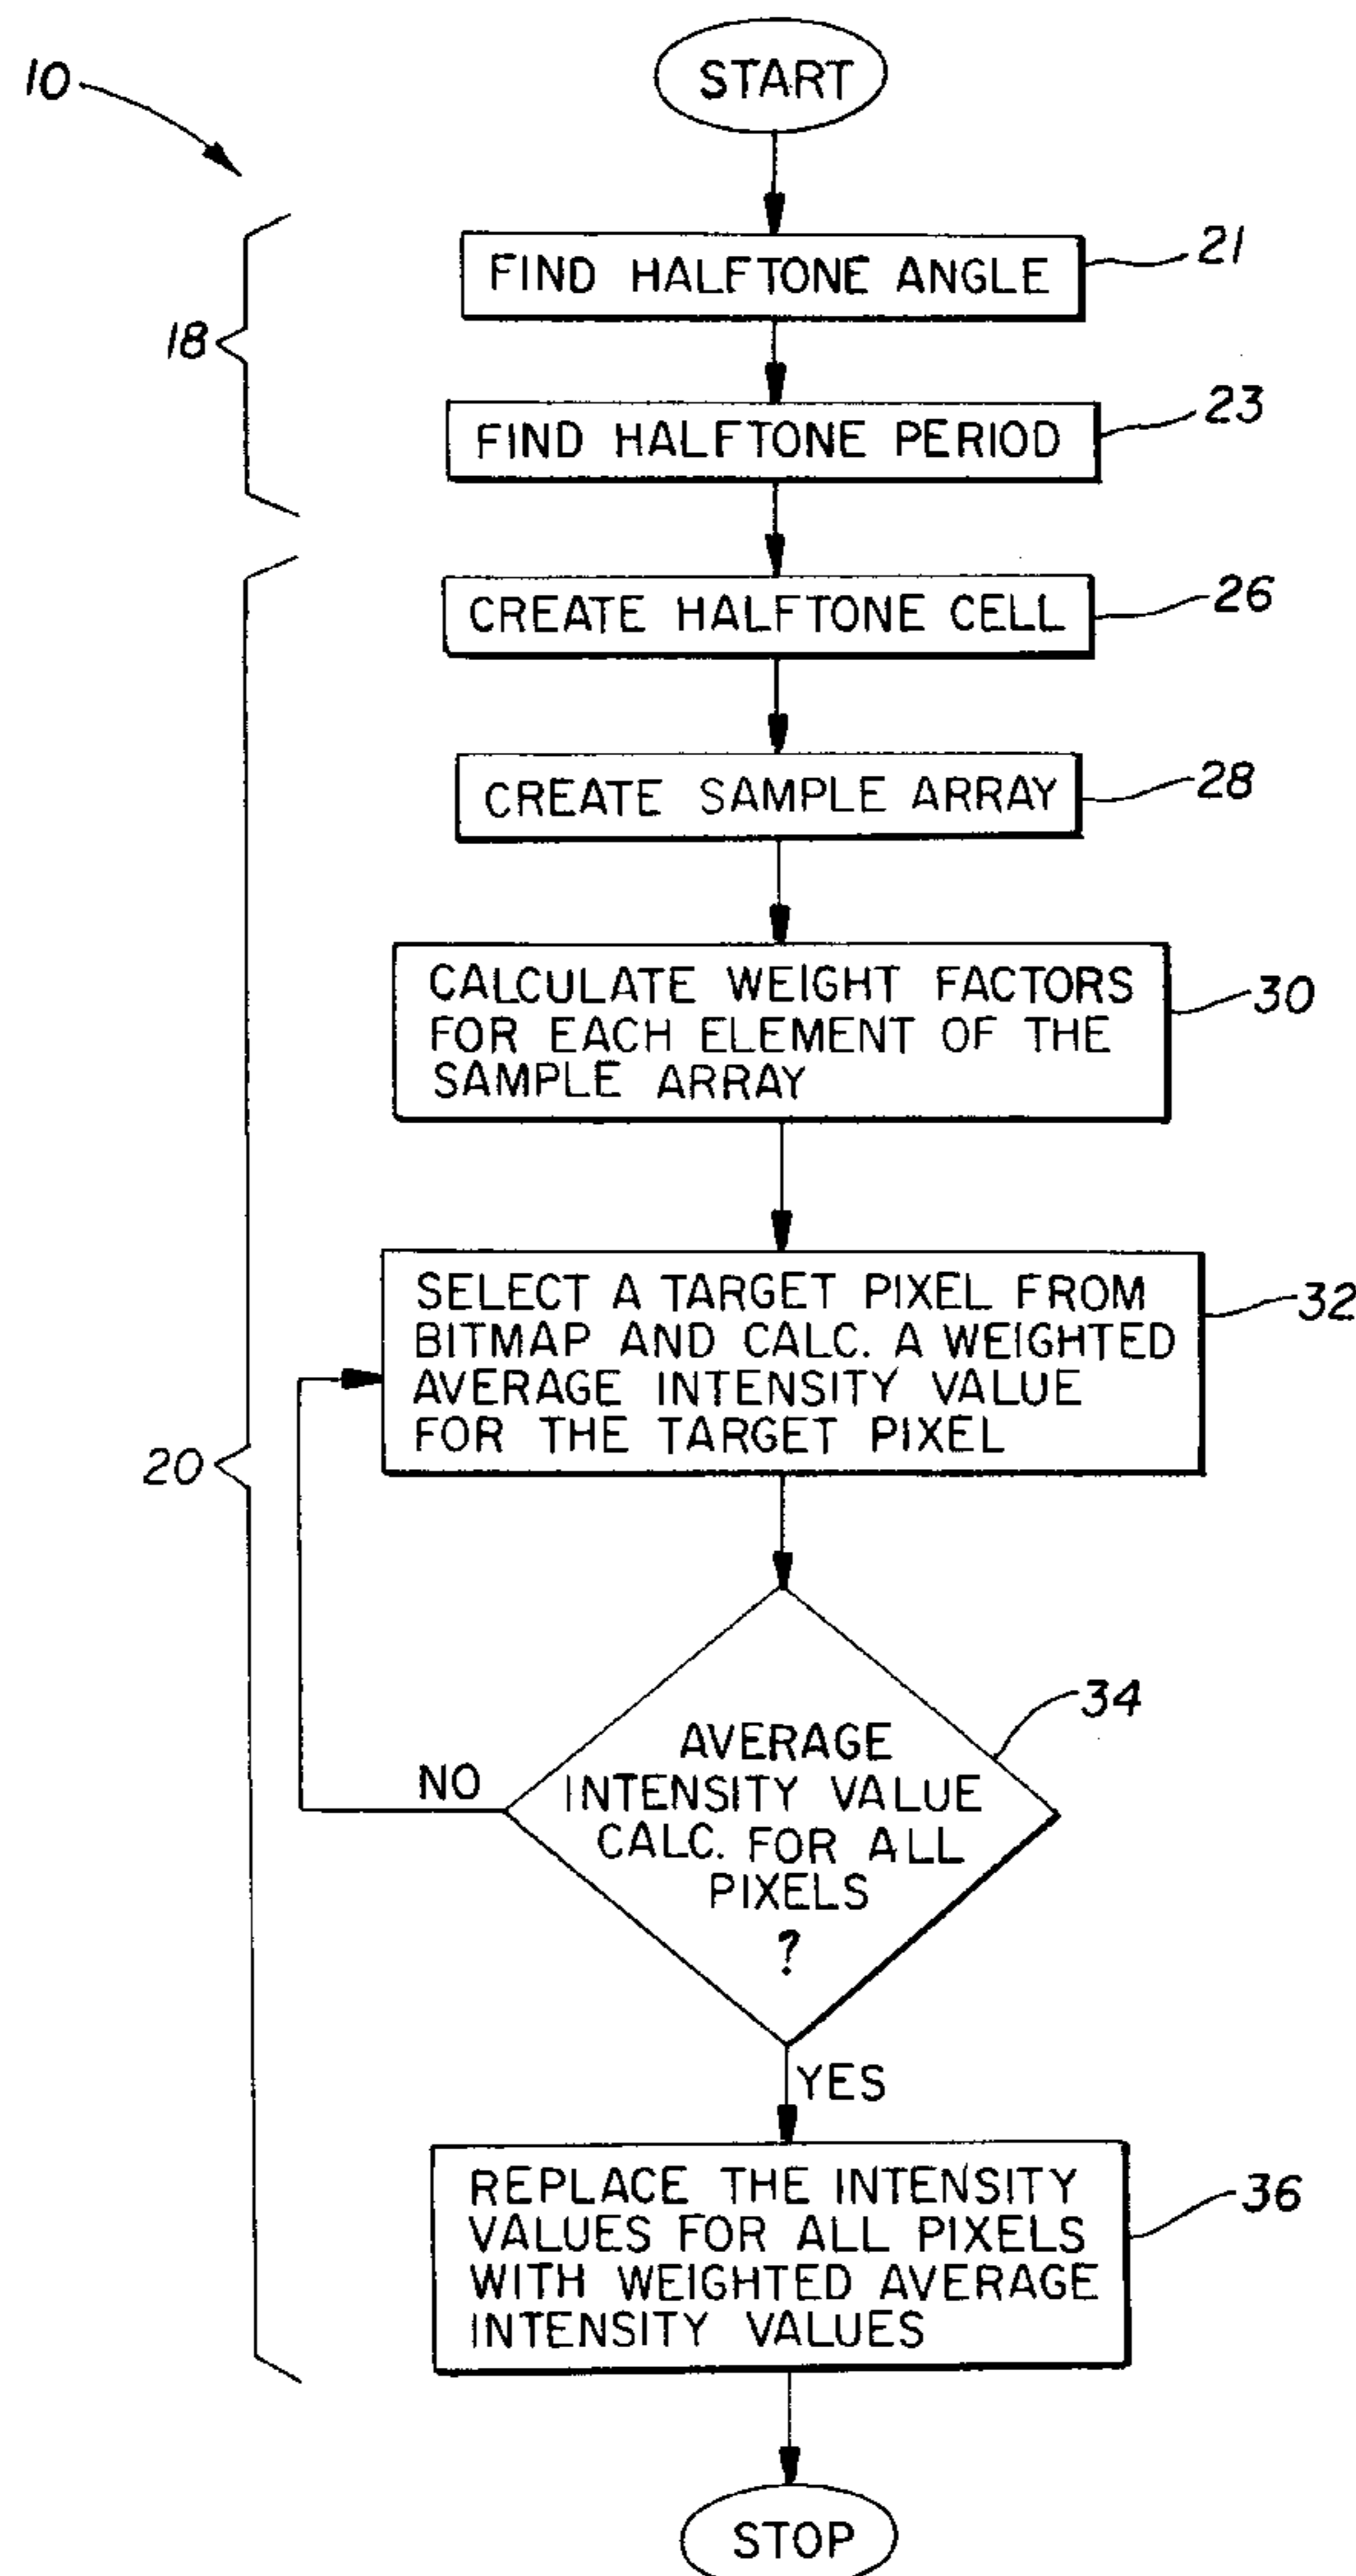 10
START
FIND HALFTONE ANGLE
21
18
FIND HALFTONE PERIOD
23
CREATE HALFTONE CELL
26
CREATE SAMPLE ARRAY
28
CALCULATE WEIGHT FACTORS
FOR EACH ELEMENT OF THE
SAMPLE ARRAY
30
SELECT A TARGET PIXEL FROM
BITMAP AND CALC. A WEIGHTED
AVERAGE INTENSITY VALUE
FOR THE TARGET PIXEL
32
20
AVERAGE
INTENSITY VALUE
CALC. FOR ALL
PIXELS
?
34
NO
YES
REPLACE THE INTENSITY
VALUES FOR ALL PIXELS
WITH WEIGHTED AVERAGE
INTENSITY VALUES
36
STOP